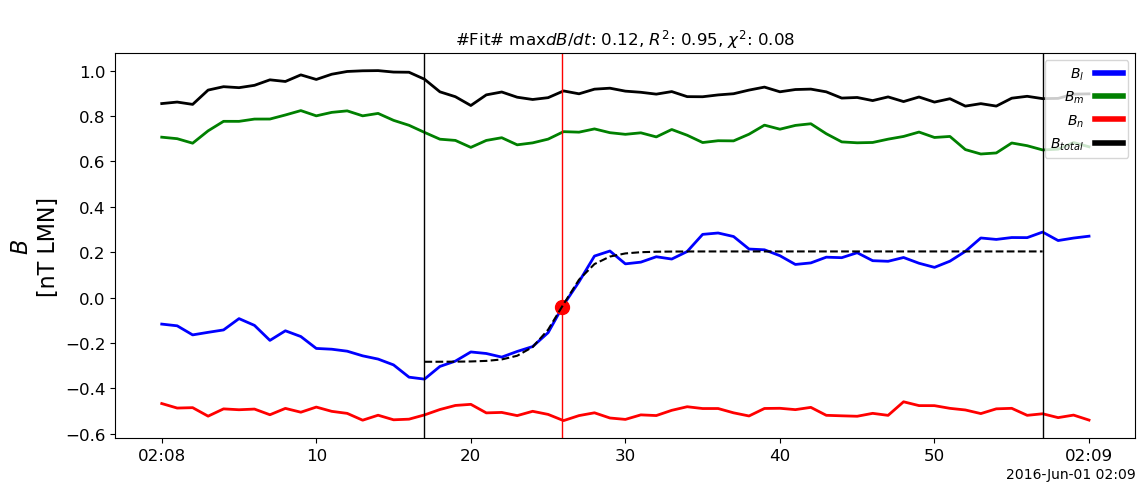 #Fit# max𝑑𝐵/𝑑𝑡: 0.12, 𝑅²: 0.95, 𝜒²: 0.08
𝐵
[nT LMN]
1.0
0.8
0.6
0.4
0.2
0.0
−0.2
−0.4
−0.6
𝐵ₗ
𝐵ₘ
𝐵ₙ
𝐵ₜₒₜₐₗ
02:08 10 20 30 40 50 02:09
2016-Jun-01 02:09